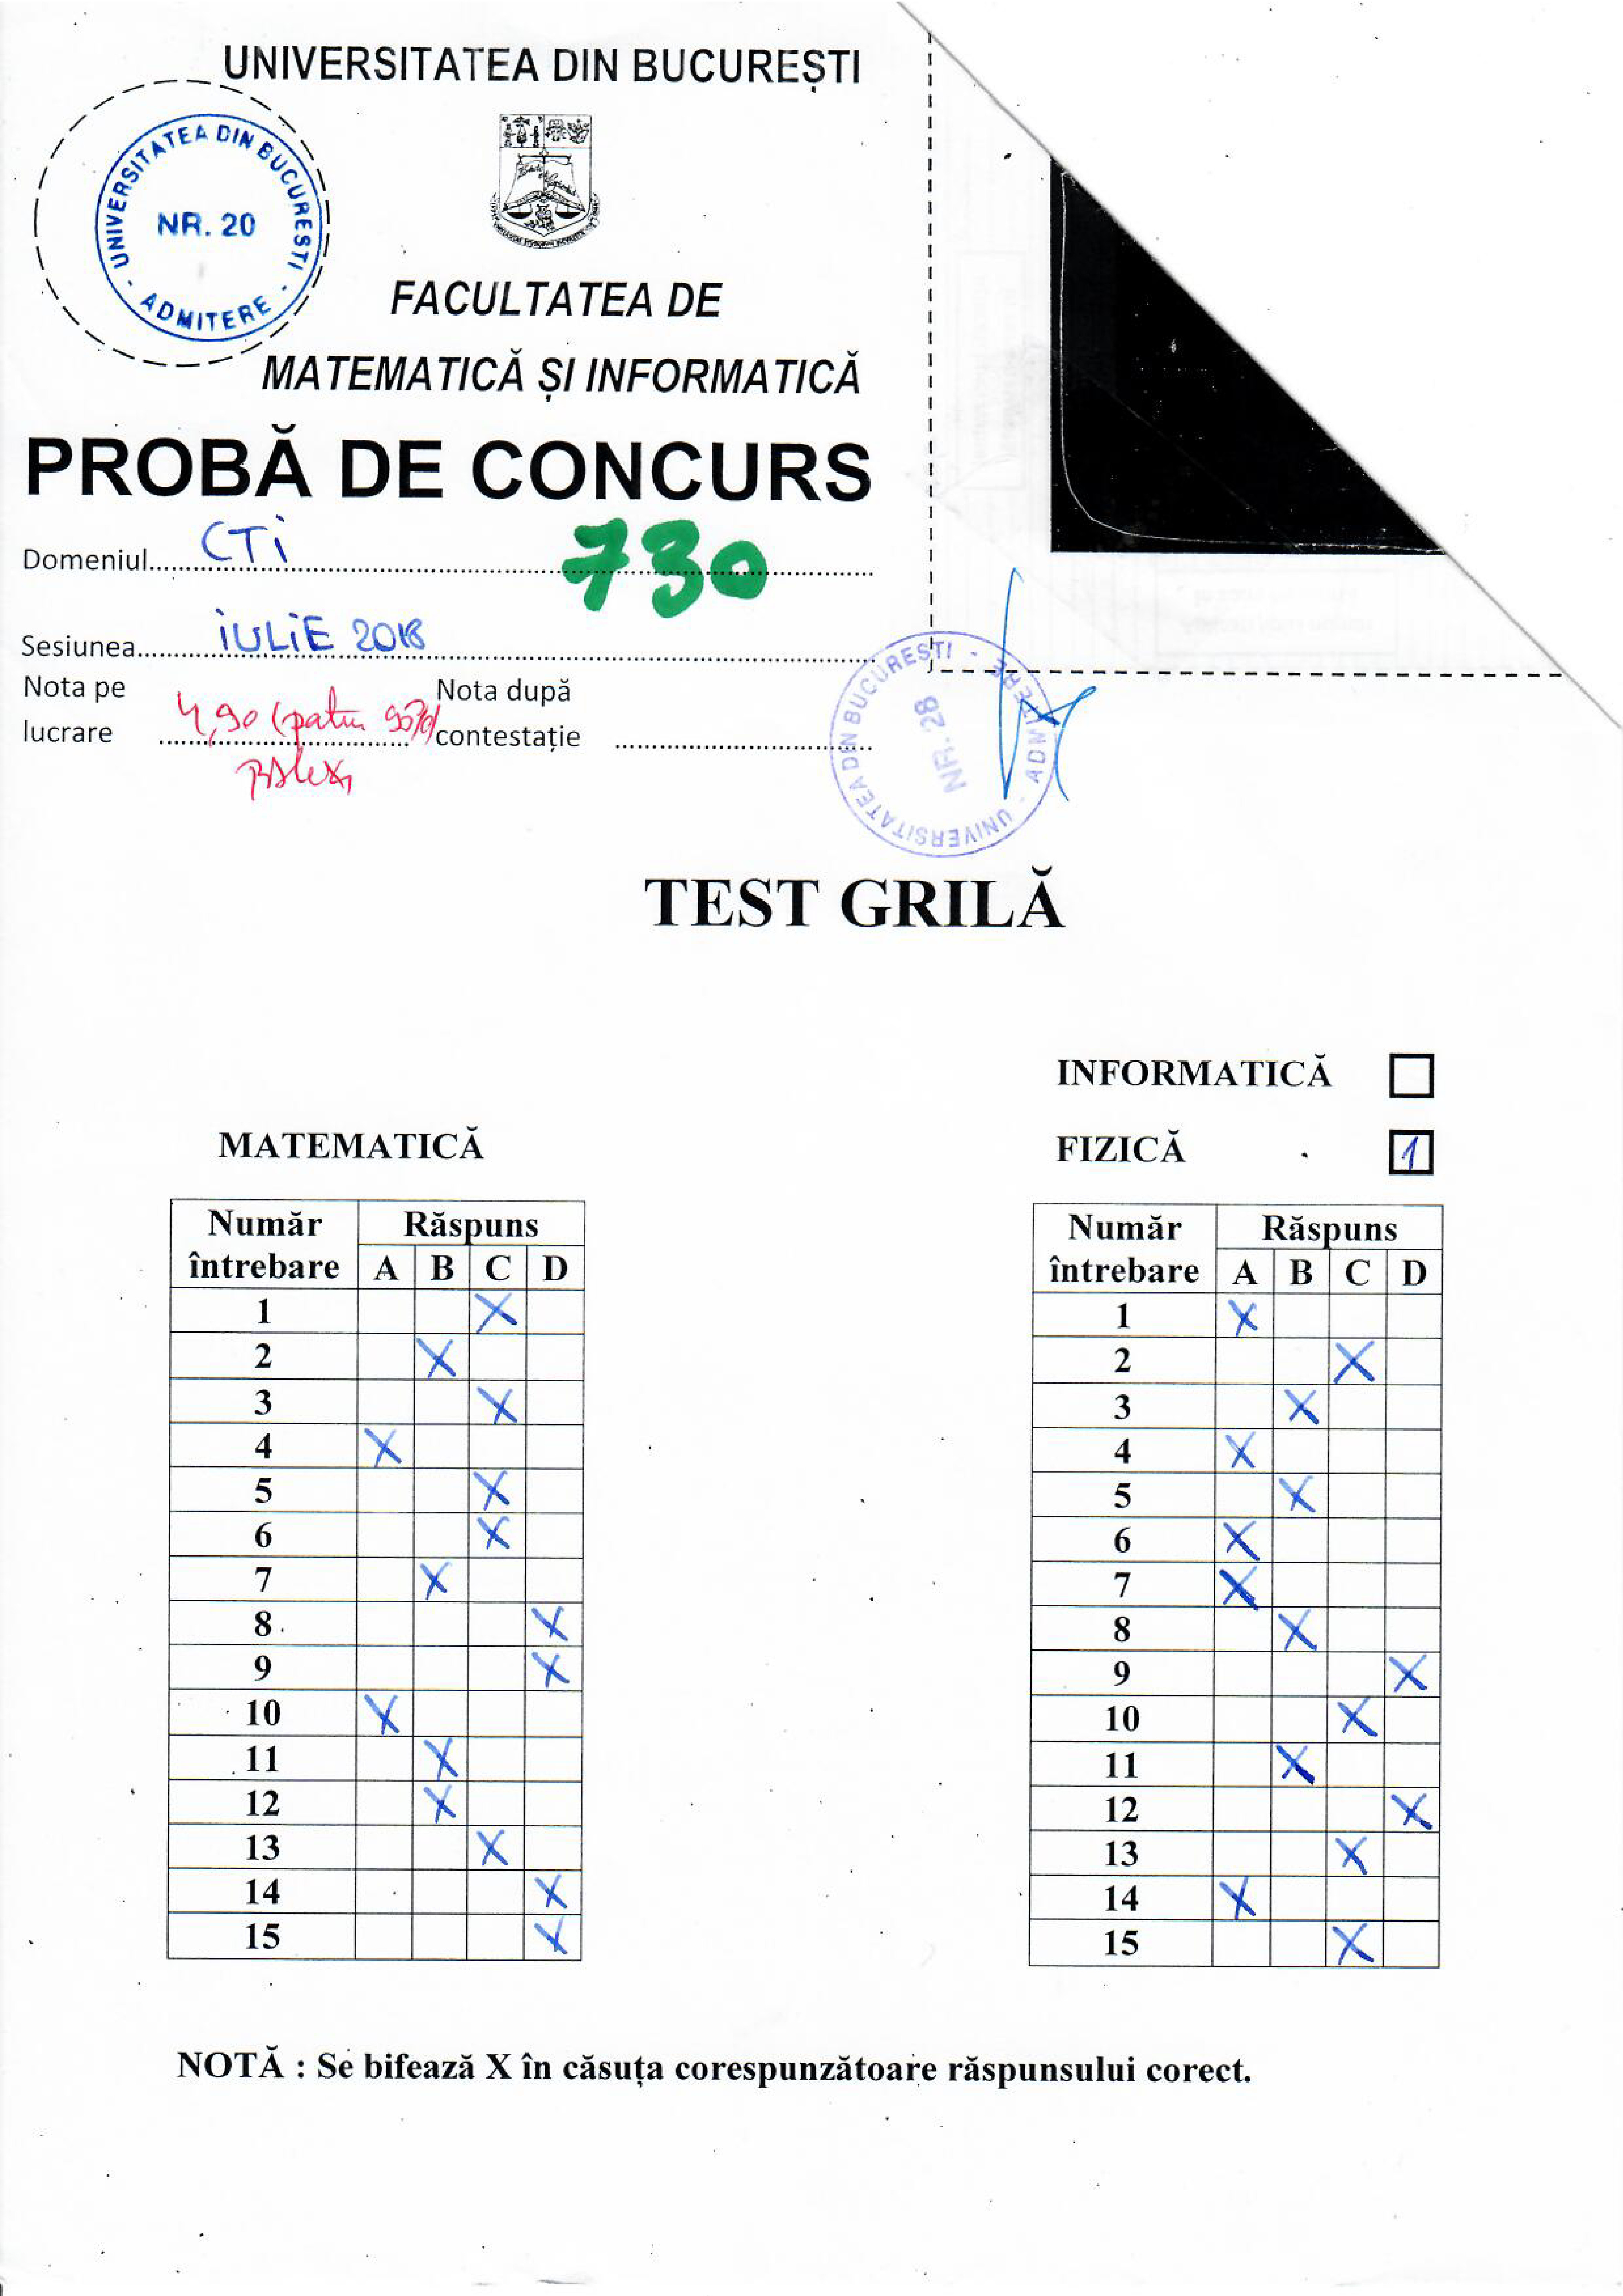 UNIVERSITATEA DIN BUCUREȘTI
UNIVERSITATEA DIN BUCURESTI - ADMITERE -
NR. 20
FACULTATEA DE
MATEMATICĂ ȘI INFORMATICĂ
PROBĂ DE CONCURS
Domeniul CTi
730
Sesiunea iULiE 2018
Nota pe
lucrare
4,90 (patru 90%)
Nota după
contestație
UNIVERSITATEA DIN BUCURESTI - ADMITERE -
NR. 28
TEST GRILĂ
INFORMATICĂ
FIZICĂ 1
MATEMATICĂ
Număr întrebare Răspuns
A B C D
1 X
2 X
3 X
4 X
5 X
6 X
7 X
8 X
9 X
10 X
11 X
12 X
13 X
14 X
15 X
Număr întrebare Răspuns
A B C D
1 X
2 X
3 X
4 X
5 X
6 X
7 X
8 X
9 X
10 X
11 X
12 X
13 X
14 X
15 X
NOTĂ : Se bifează X în căsuța corespunzătoare răspunsului corect.